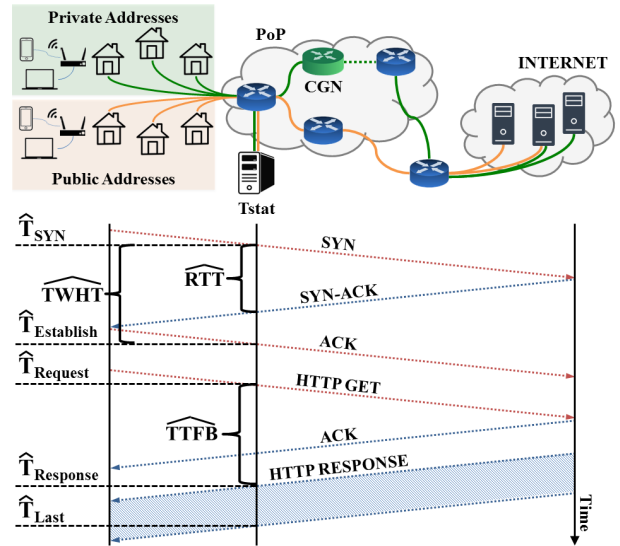 Private Addresses
PoP
CGN
INTERNET
Public Addresses
Tstat
T̂SYN
SYN
TWHT
RTT
SYN-ACK
T̂Establish
ACK
T̂Request
HTTP GET
TTFB
ACK
T̂Response
HTTP RESPONSE
T̂Last
Time